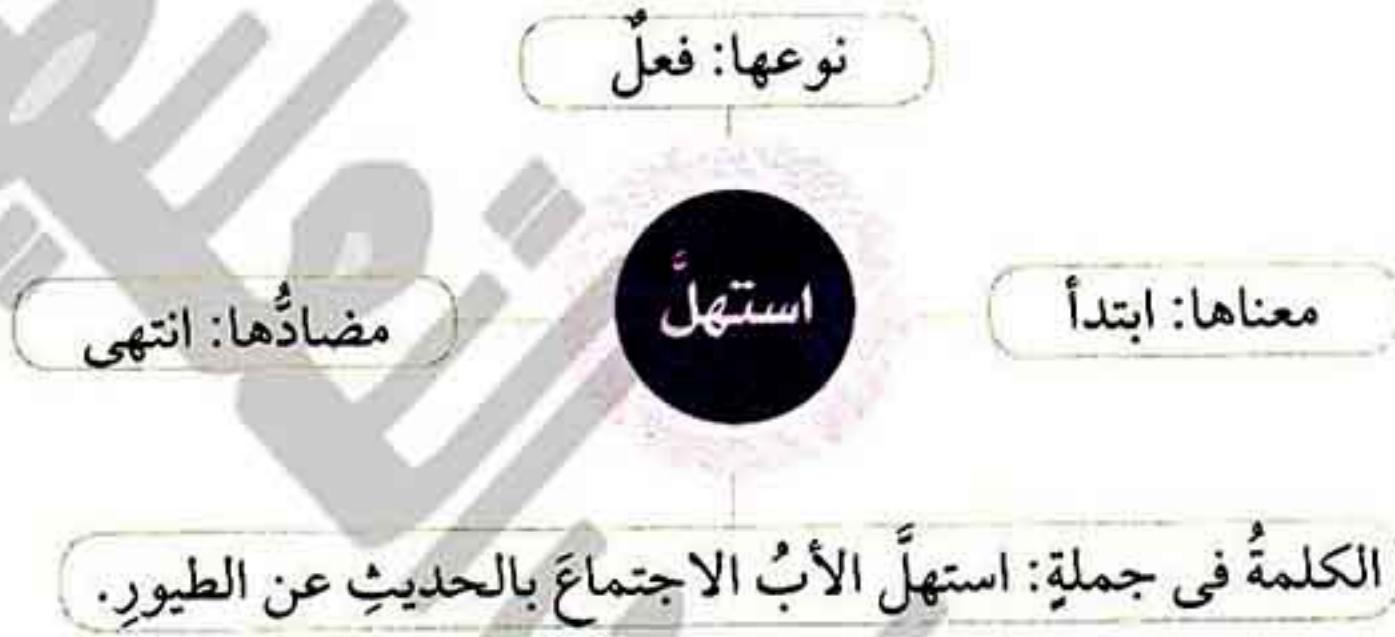 نوعها: فعلٌ
استهلَّ
معناها: ابتدأ
مضادُّها: انتهى
الكلمةُ فى جملةٍ: استهلَّ الأبُ الاجتماعَ بالحديثِ عن الطيورِ.